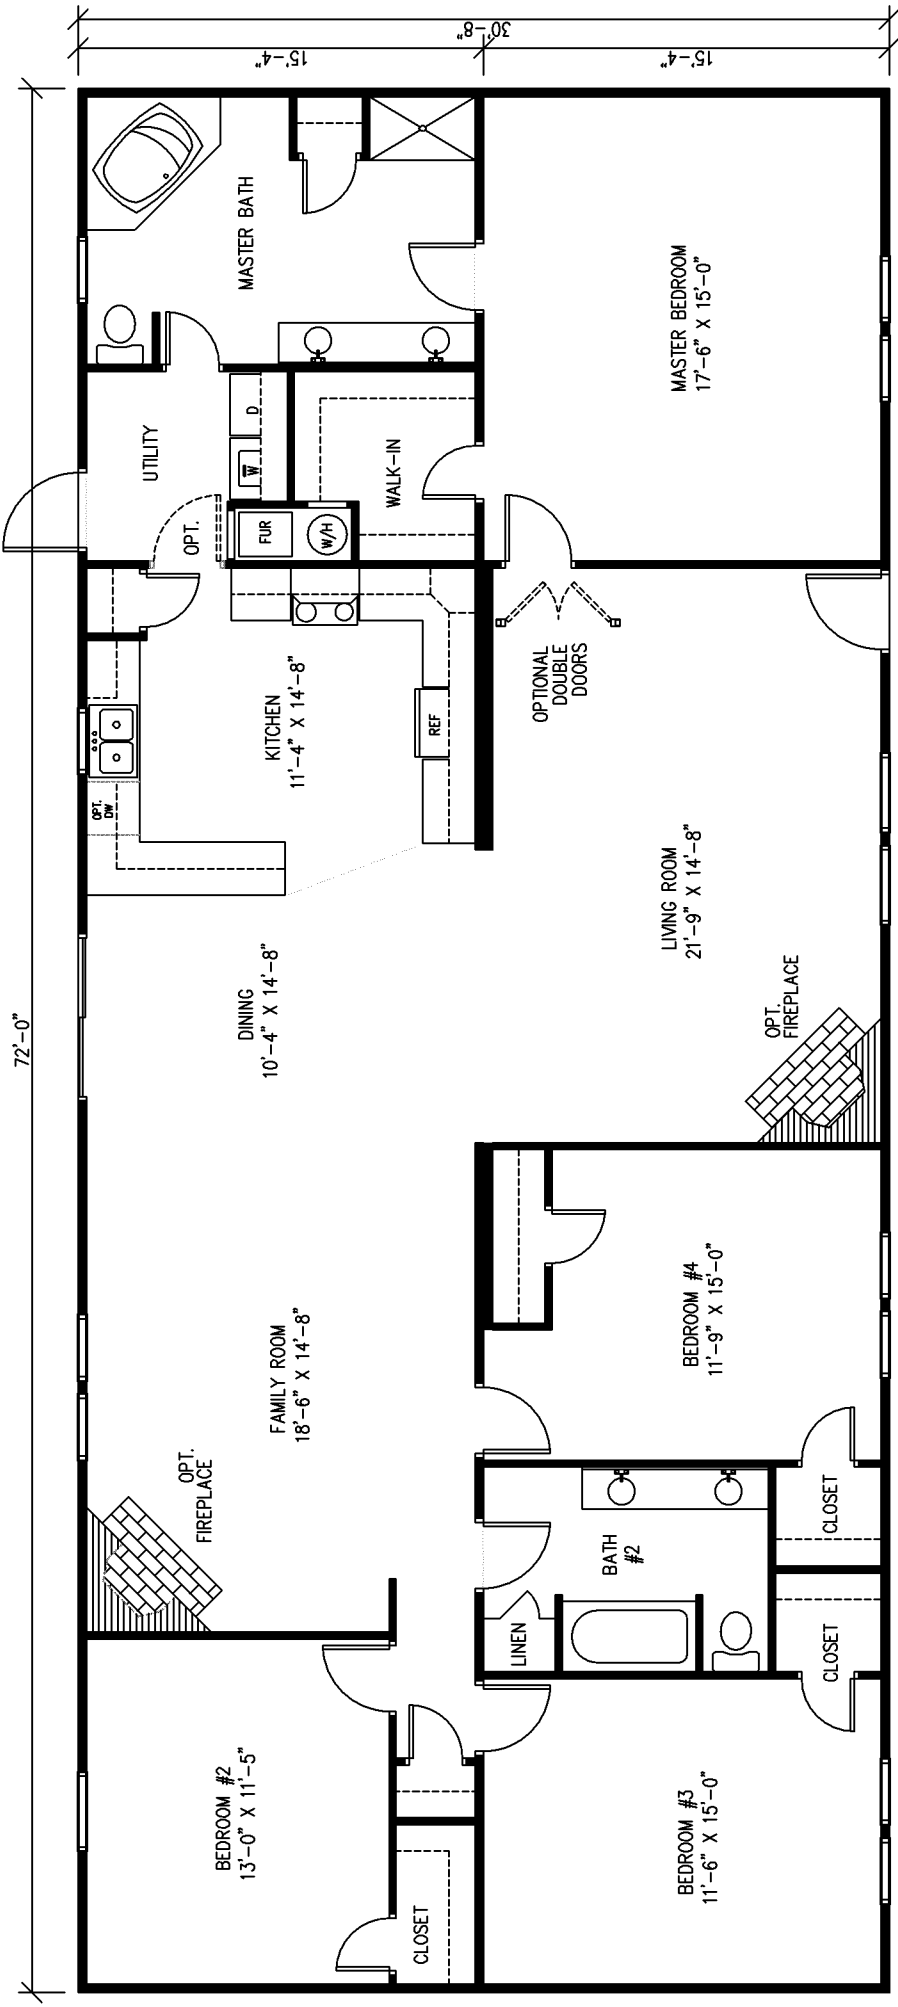 72'-0"
30'-8"
15'-4"
15'-4"
BEDROOM #2
13'-0" X 11'-5"
CLOSET
OPT.
FIREPLACE
FAMILY ROOM
18'-6" X 14'-8"
DINING
10'-4" X 14'-8"
OPT.
DW
KITCHEN
11'-4" X 14'-8"
REF
OPT.
UTILITY
W
D
FUR
W/H
WALK-IN
MASTER BATH
BEDROOM #3
11'-6" X 15'-0"
LINEN
BATH
#2
CLOSET
CLOSET
BEDROOM #4
11'-9" X 15'-0"
OPT.
FIREPLACE
LIVING ROOM
21'-9" X 14'-8"
OPTIONAL
DOUBLE
DOORS
MASTER BEDROOM
17'-6" X 15'-0"